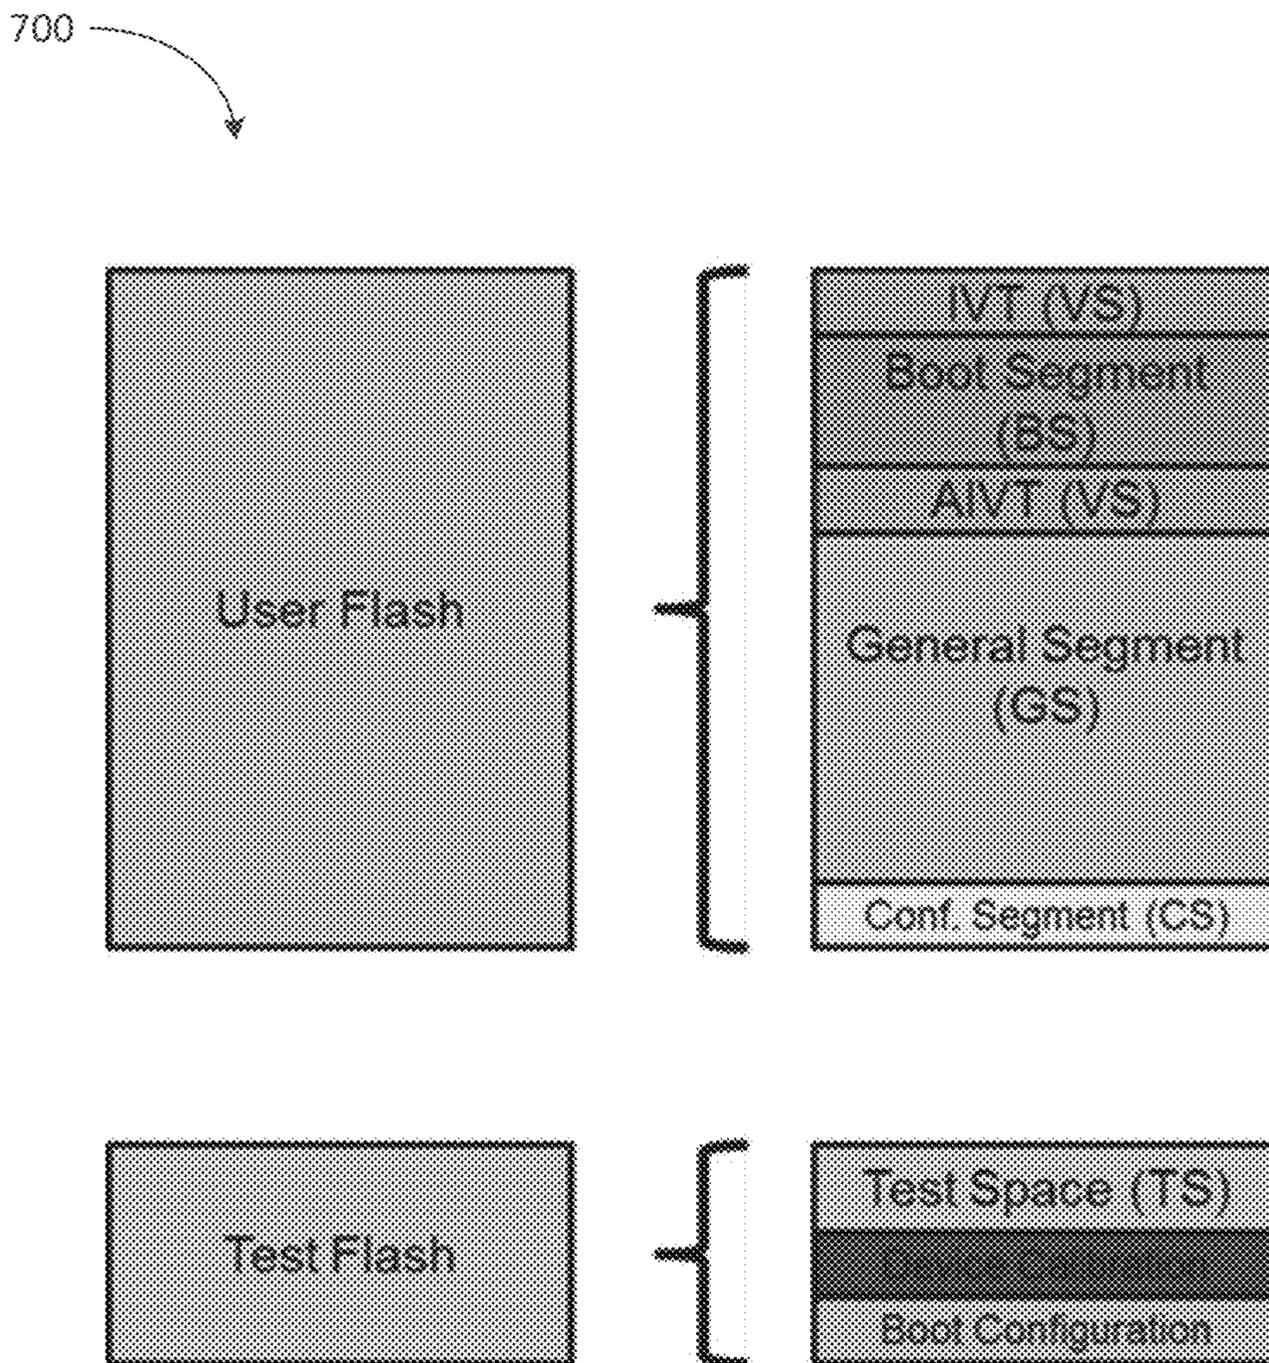 700
User Flash
IVT (VS)
Boot Segment
(BS)
AIVT (VS)
General Segment
(GS)
Conf. Segment (CS)
Test Flash
Test Space (TS)
Boot Configuration